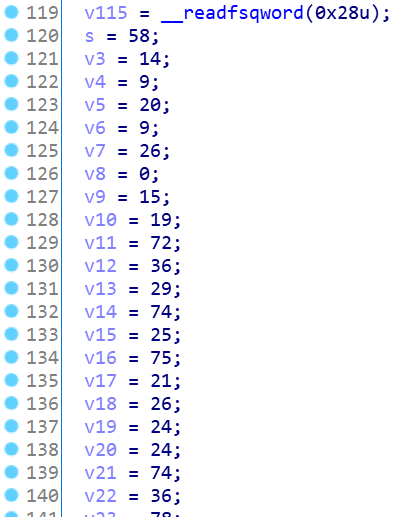 119 v115 = __readfsqword(0x28u);
120 s = 58;
121 v3 = 14;
122 v4 = 9;
123 v5 = 20;
124 v6 = 9;
125 v7 = 26;
126 v8 = 0;
127 v9 = 15;
128 v10 = 19;
129 v11 = 72;
130 v12 = 36;
131 v13 = 29;
132 v14 = 74;
133 v15 = 25;
134 v16 = 75;
135 v17 = 21;
136 v18 = 26;
137 v19 = 24;
138 v20 = 24;
139 v21 = 74;
140 v22 = 36;